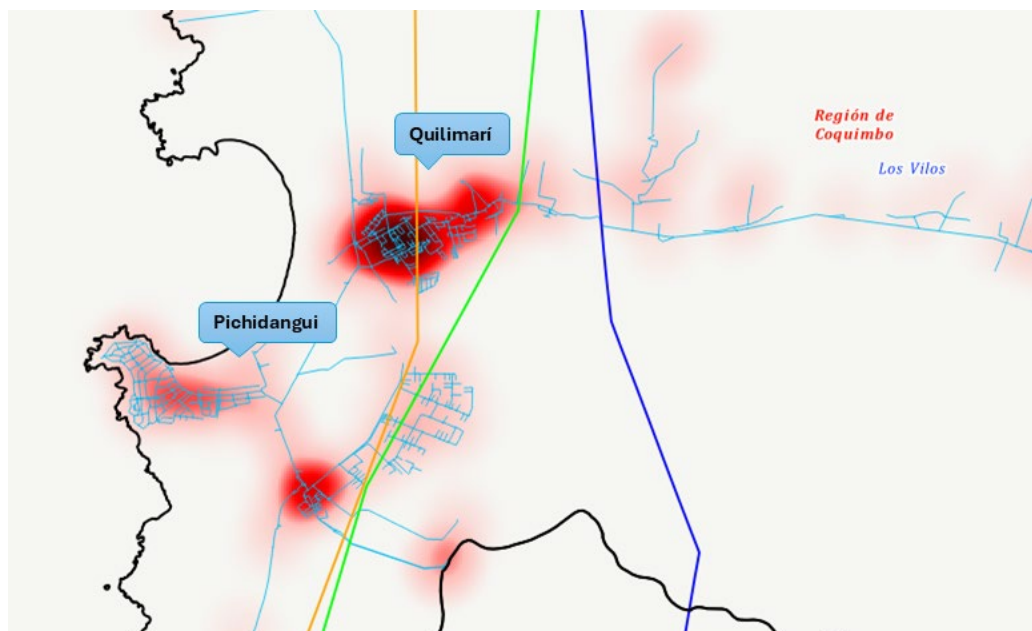 Quilimarí
Región de
Coquimbo
Los Vilos
Pichidangui